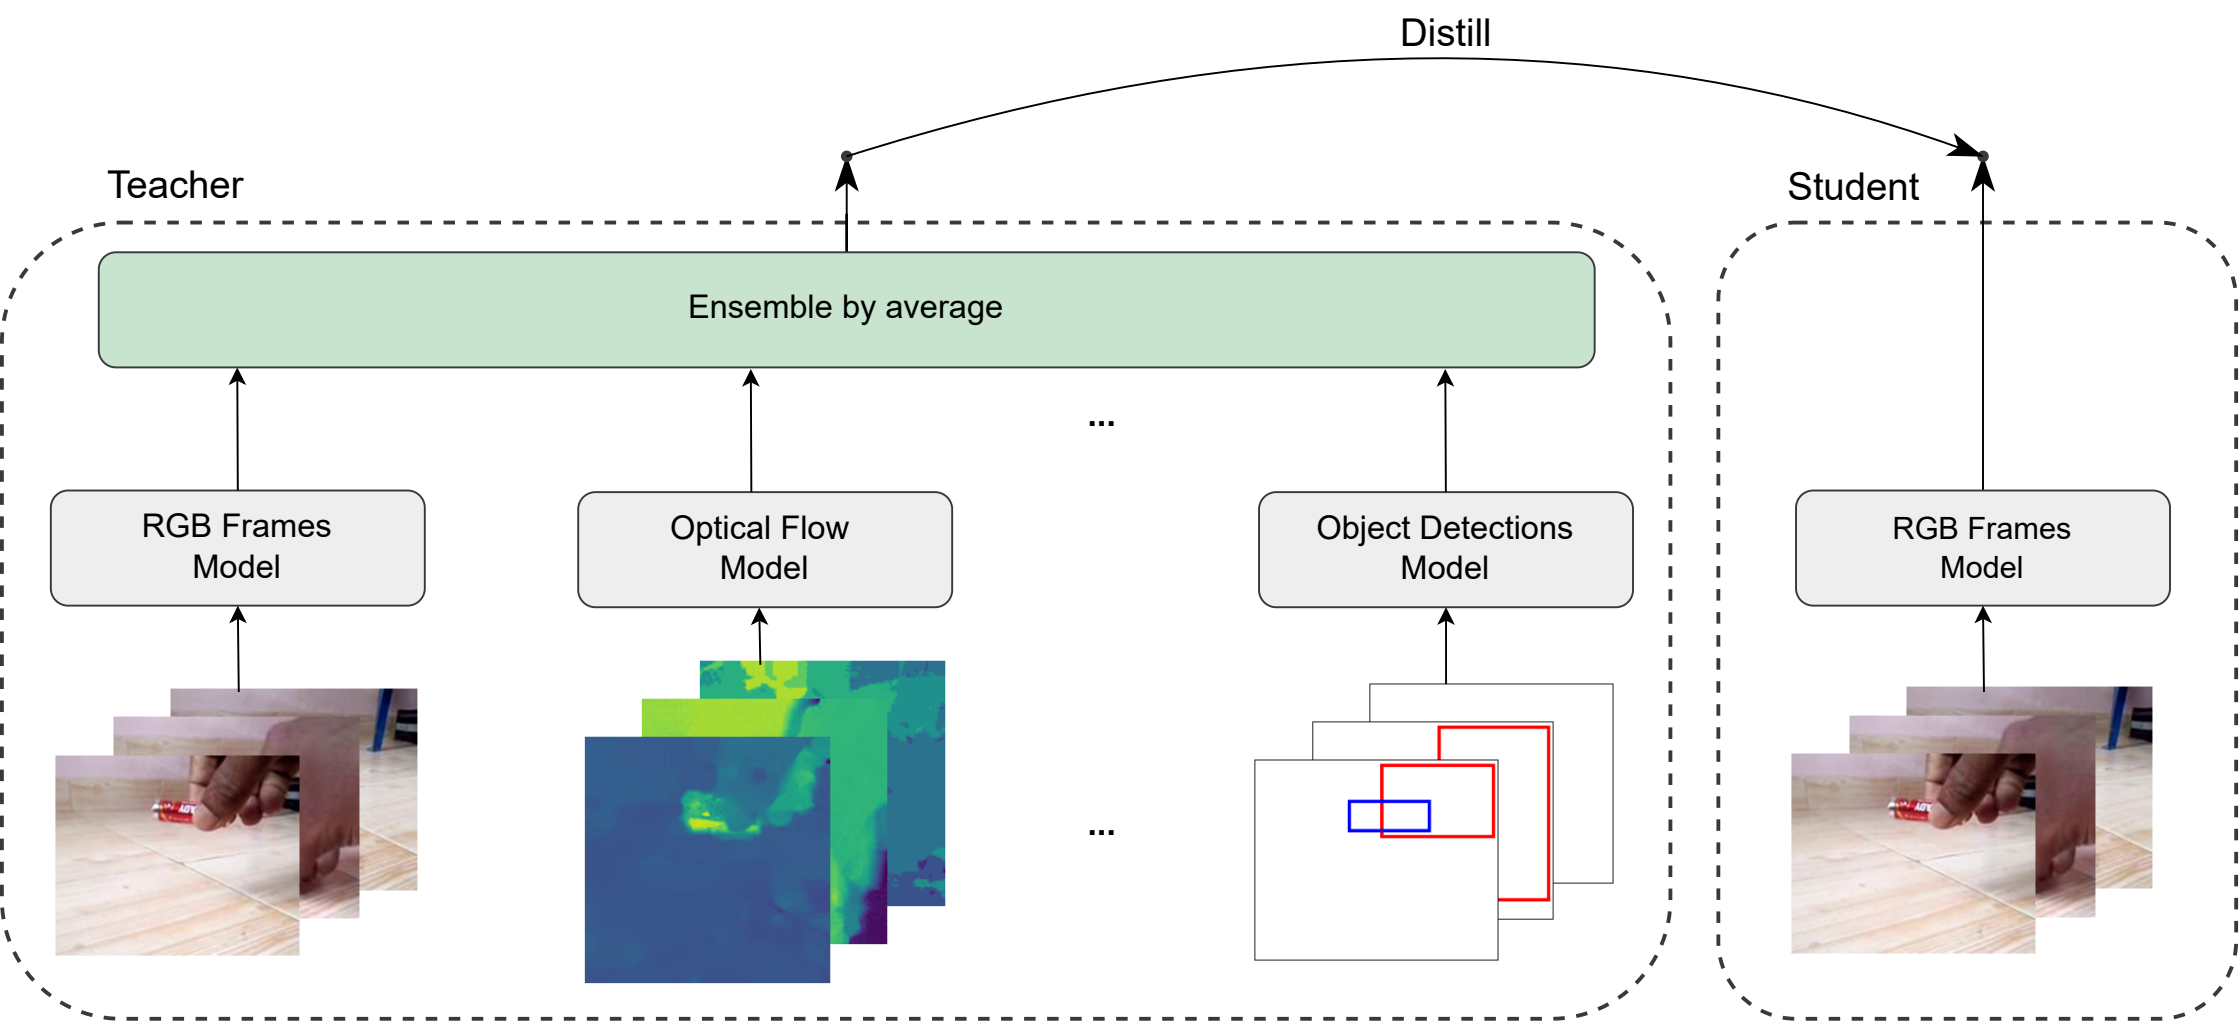 Distill
Teacher
Student
Ensemble by average
...
RGB Frames
Model
Optical Flow
Model
Object Detections
Model
RGB Frames
Model
...